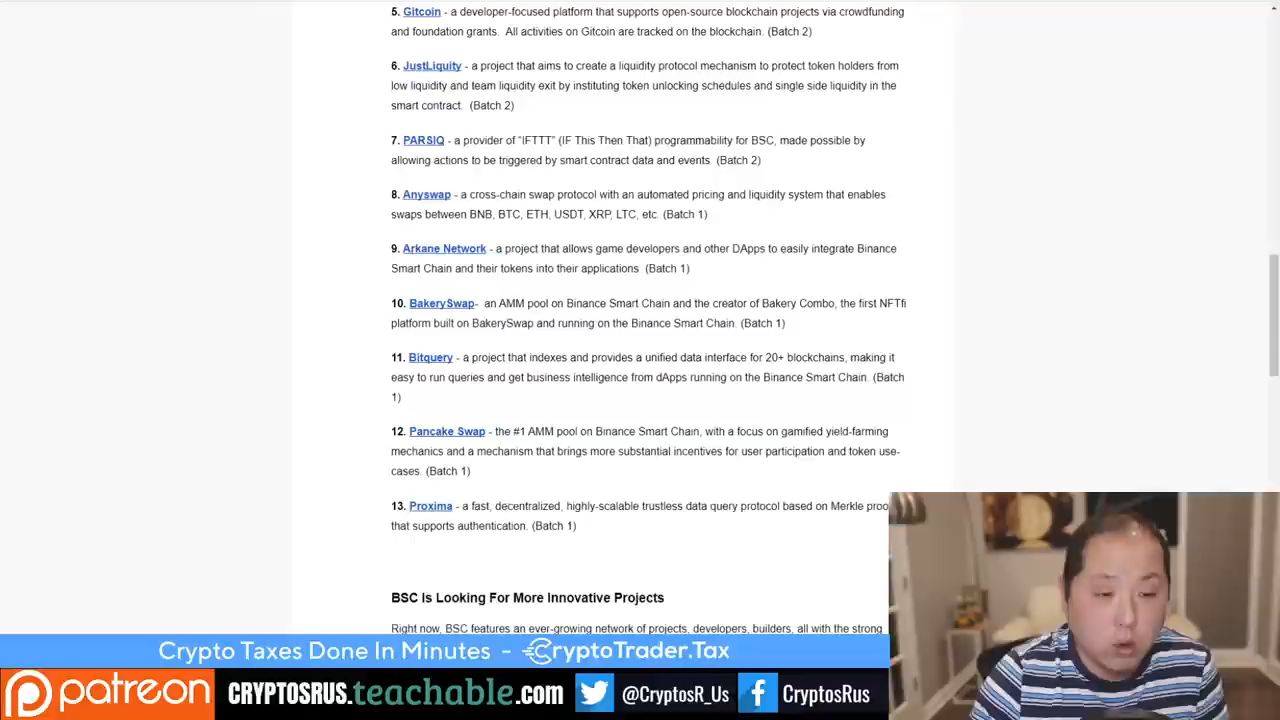 5. Gitcoin - a developer-focused platform that supports open-source blockchain projects via crowdfunding
and foundation grants. All activities on Gitcoin are tracked on the blockchain. (Batch 2)
6. JustLiquity - a project that aims to create a liquidity protocol mechanism to protect token holders from
low liquidity and team liquidity exit by instituting token unlocking schedules and single side liquidity in the
smart contract. (Batch 2)
7. PARSIQ - a provider of “IFTTT” (IF This Then That) programmability for BSC, made possible by
allowing actions to be triggered by smart contract data and events. (Batch 2)
8. Anyswap - a cross-chain swap protocol with an automated pricing and liquidity system that enables
swaps between BNB, BTC, ETH, USDT, XRP, LTC, etc. (Batch 1)
9. Arkane Network - a project that allows game developers and other DApps to easily integrate Binance
Smart Chain and their tokens into their applications (Batch 1)
10. BakerySwap- an AMM pool on Binance Smart Chain and the creator of Bakery Combo, the first NFTfi
platform built on BakerySwap and running on the Binance Smart Chain. (Batch 1)
11. Bitquery - a project that indexes and provides a unified data interface for 20+ blockchains, making it
easy to run queries and get business intelligence from dApps running on the Binance Smart Chain. (Batch
1)
12. Pancake Swap - the #1 AMM pool on Binance Smart Chain, with a focus on gamified yield-farming
mechanics and a mechanism that brings more substantial incentives for user participation and token use-
cases. (Batch 1)
13. Proxima - a fast, decentralized, highly-scalable trustless data query protocol based on Merkle proo
that supports authentication. (Batch 1)
BSC Is Looking For More Innovative Projects
Right now, BSC features an ever-growing network of projects, developers, builders, all with the strong
Crypto Taxes Done In Minutes - CryptoTrader.Tax
patreon CRYPTOSRUS.teachable.com @CryptosR_Us CryptosRus